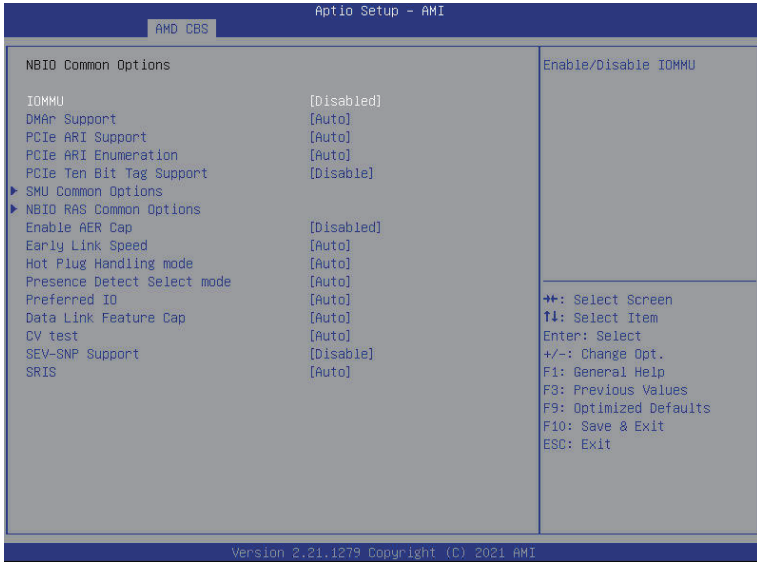 Aptio Setup – AMI
AMD CBS
NBIO Common Options
IOMMU [Disabled]
DMAr Support [Auto]
PCIe ARI Support [Auto]
PCIe ARI Enumeration [Auto]
PCIe Ten Bit Tag Support [Disable]
SMU Common Options
NBIO RAS Common Options
Enable AER Cap [Disabled]
Early Link Speed [Auto]
Hot Plug Handling mode [Auto]
Presence Detect Select mode [Auto]
Preferred IO [Auto]
Data Link Feature Cap [Auto]
CV test [Auto]
SEV-SNP Support [Disable]
SRIS [Auto]
Enable/Disable IOMMU
→←: Select Screen
↑↓: Select Item
Enter: Select
+/-: Change Opt.
F1: General Help
F3: Previous Values
F9: Optimized Defaults
F10: Save & Exit
ESC: Exit
Version 2.21.1279 Copyright (C) 2021 AMI